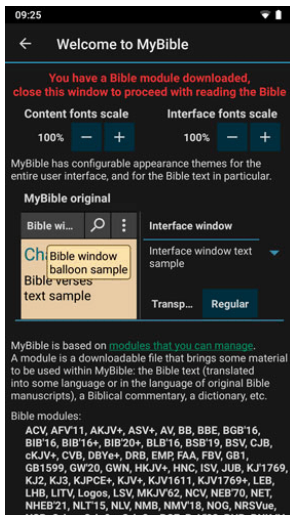 09:25
Welcome to MyBible
You have a Bible module downloaded,
close this window to proceed with reading the Bible
Content fonts scale
Interface fonts scale
100% − +
100% − +
MyBible has configurable appearance themes for the
entire user interface, and for the Bible text in particular.
MyBible original
Bible wi...
Interface window
Ch
Bible window
balloon sample
Bible verses
text sample
Interface window text
sample
Transp... Regular
MyBible is based on modules that you can manage.
A module is a downloadable file that brings some material
to be used within MyBible: the Bible text (translated
into some language or in the language of original Bible
manuscripts), a Biblical commentary, a dictionary, etc.
Bible modules:
ACV, AFV'11, AKJV+, ASV+, AV, BB, BBE, BGB'16,
BIB'16, BIB'16+, BIB'20+, BLB'16, BSB'19, BSV, CJB,
cKJV+, CVB, DBYe+, DRB, EMP, FAA, FBV, GB1,
GB1599, GW'20, GWN, HKJV+, HNC, ISV, JUB, KJ'1769,
KJ2, KJ3, KJPCE+, KJV+, KJV1611, KJV1769+, LEB,
LHB, LITV, Logos, LSV, MKJV'62, NCV, NEB'70, NET,
NHEB'21, NLT'15, NLV, NMB, NMV'18, NOG, NRSVue,